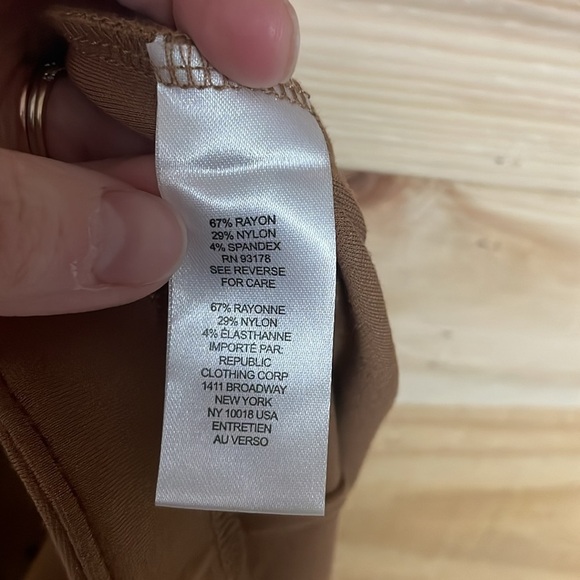 67% RAYON
29% NYLON
4% SPANDEX
RN 93178
SEE REVERSE
FOR CARE
67% RAYONNE
29% NYLON
4% ÉLASTHANNE
IMPORTÉ PAR:
REPUBLIC
CLOTHING CORP
1411 BROADWAY
NEW YORK
NY 10018 USA
ENTRETIEN
AU VERSO